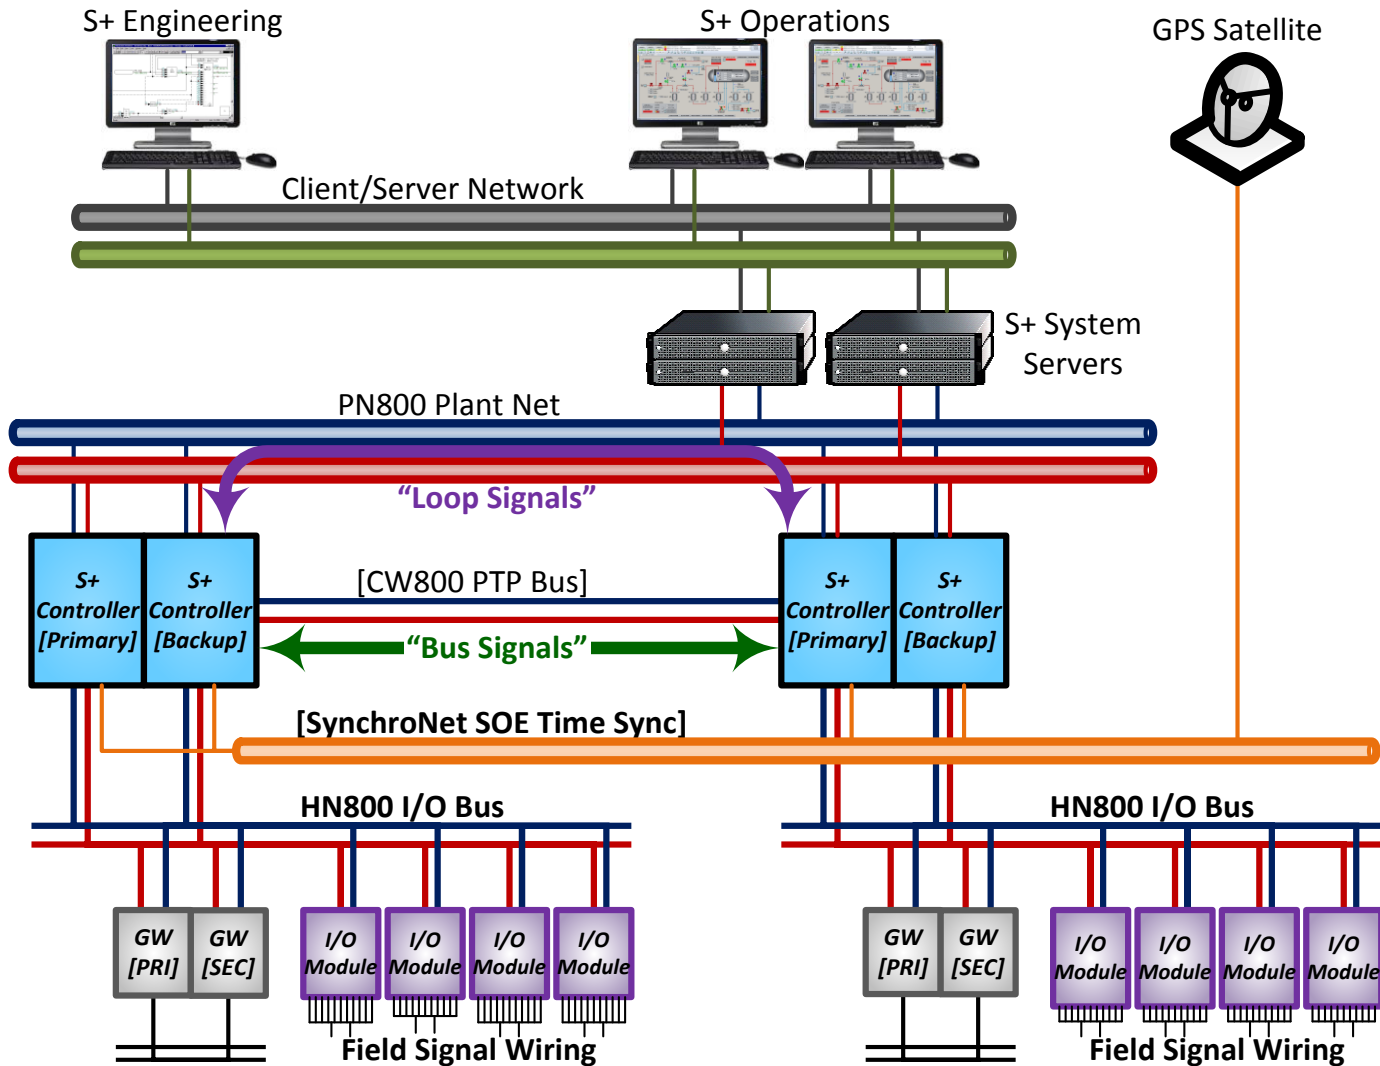 S+ Engineering
S+ Operations
GPS Satellite
Client/Server Network
S+ System
Servers
PN800 Plant Net
“Loop Signals”
S+
Controller
[Primary]
S+
Controller
[Backup]
[CW800 PTP Bus]
“Bus Signals”
S+
Controller
[Primary]
S+
Controller
[Backup]
[SynchroNet SOE Time Sync]
HN800 I/O Bus
HN800 I/O Bus
GW
[PRI]
GW
[SEC]
I/O
Module
I/O
Module
I/O
Module
I/O
Module
GW
[PRI]
GW
[SEC]
I/O
Module
I/O
Module
I/O
Module
I/O
Module
Field Signal Wiring
Field Signal Wiring